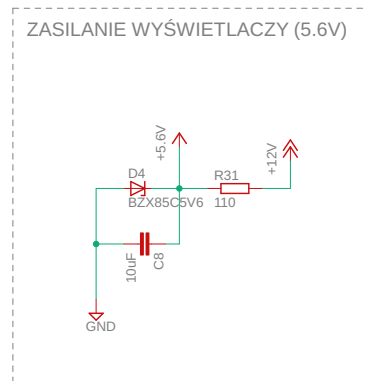 ZASILANIE WYŚWIETLACZY (5.6V)
+5.6V
+12V
D4
R31
BZX85C5V6
110
10uF
C8
GND